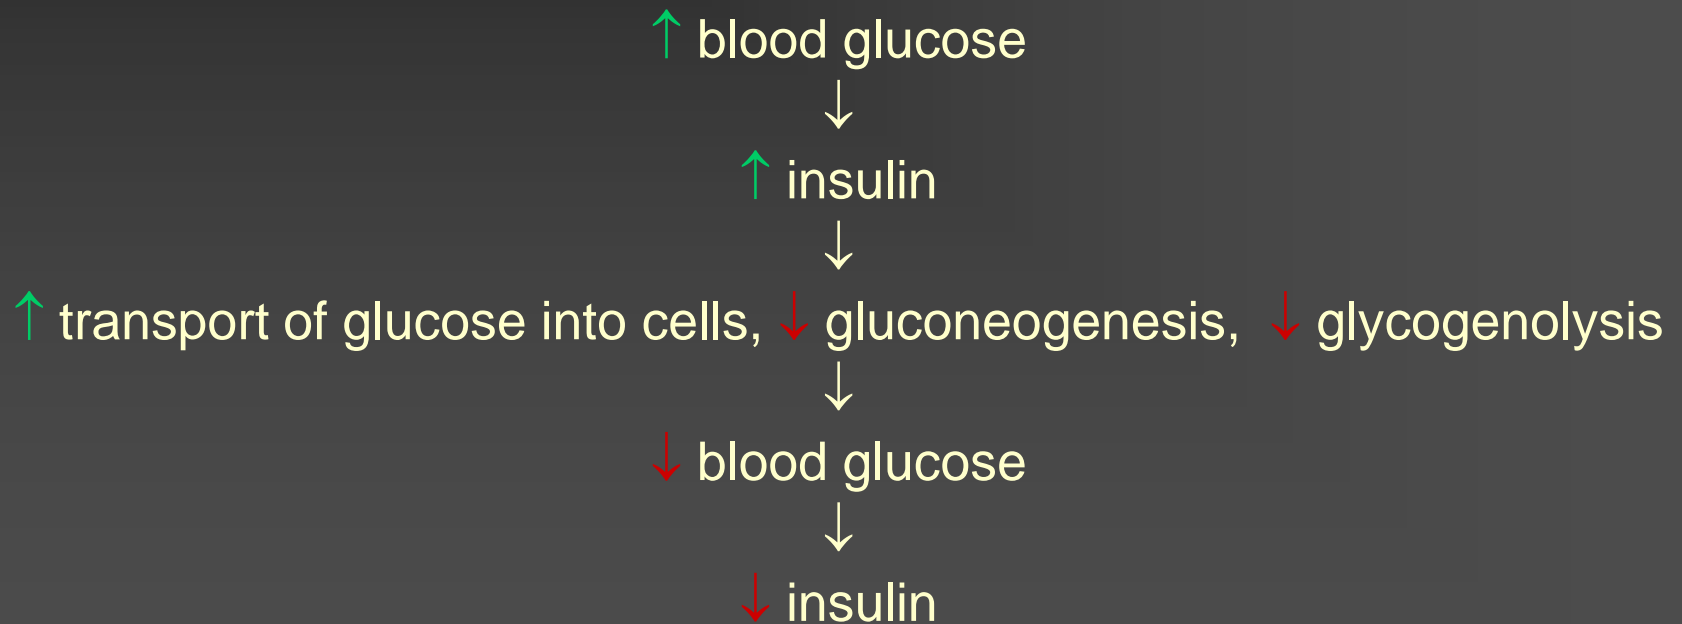 ↑ blood glucose
↓
↑ insulin
↓
↑ transport of glucose into cells, ↓ gluconeogenesis, ↓ glycogenolysis
↓
↓ blood glucose
↓
↓ insulin